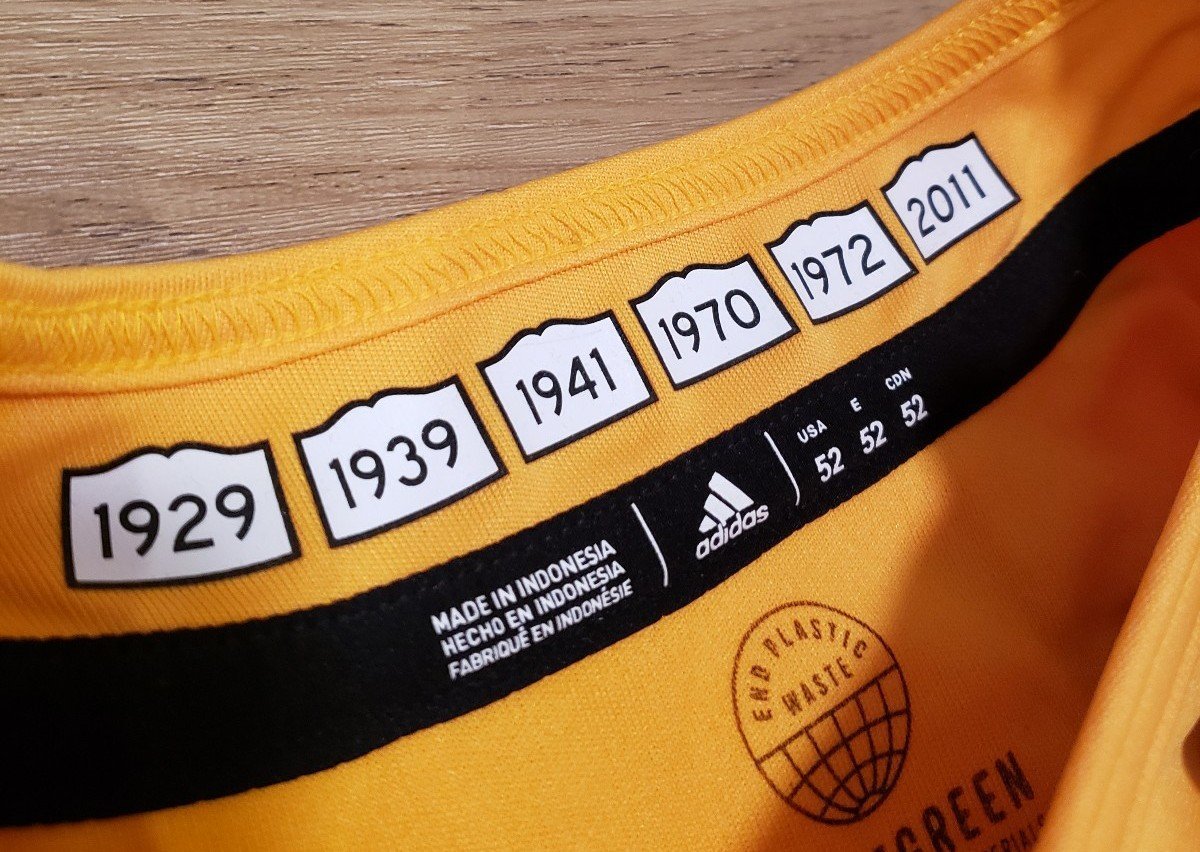 1929
1939
1941
1970
1972
2011
MADE IN INDONESIA
HECHO EN INDONESIA
FABRIQUÉ EN INDONÉSIE
adidas
USA E CDN
52 52 52
END PLASTIC
WASTE
GREEN